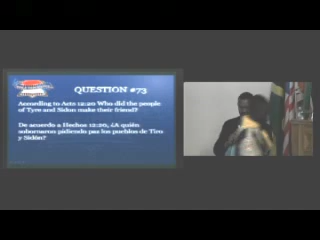 QUESTION #73
According to Acts 12:20 Who did the people
of Tyre and Sidon make their friend?
De acuerdo a Hechos 12:20, ¿A quién
sobornaron pidiendo paz los pueblos de Tiro
y Sidón?